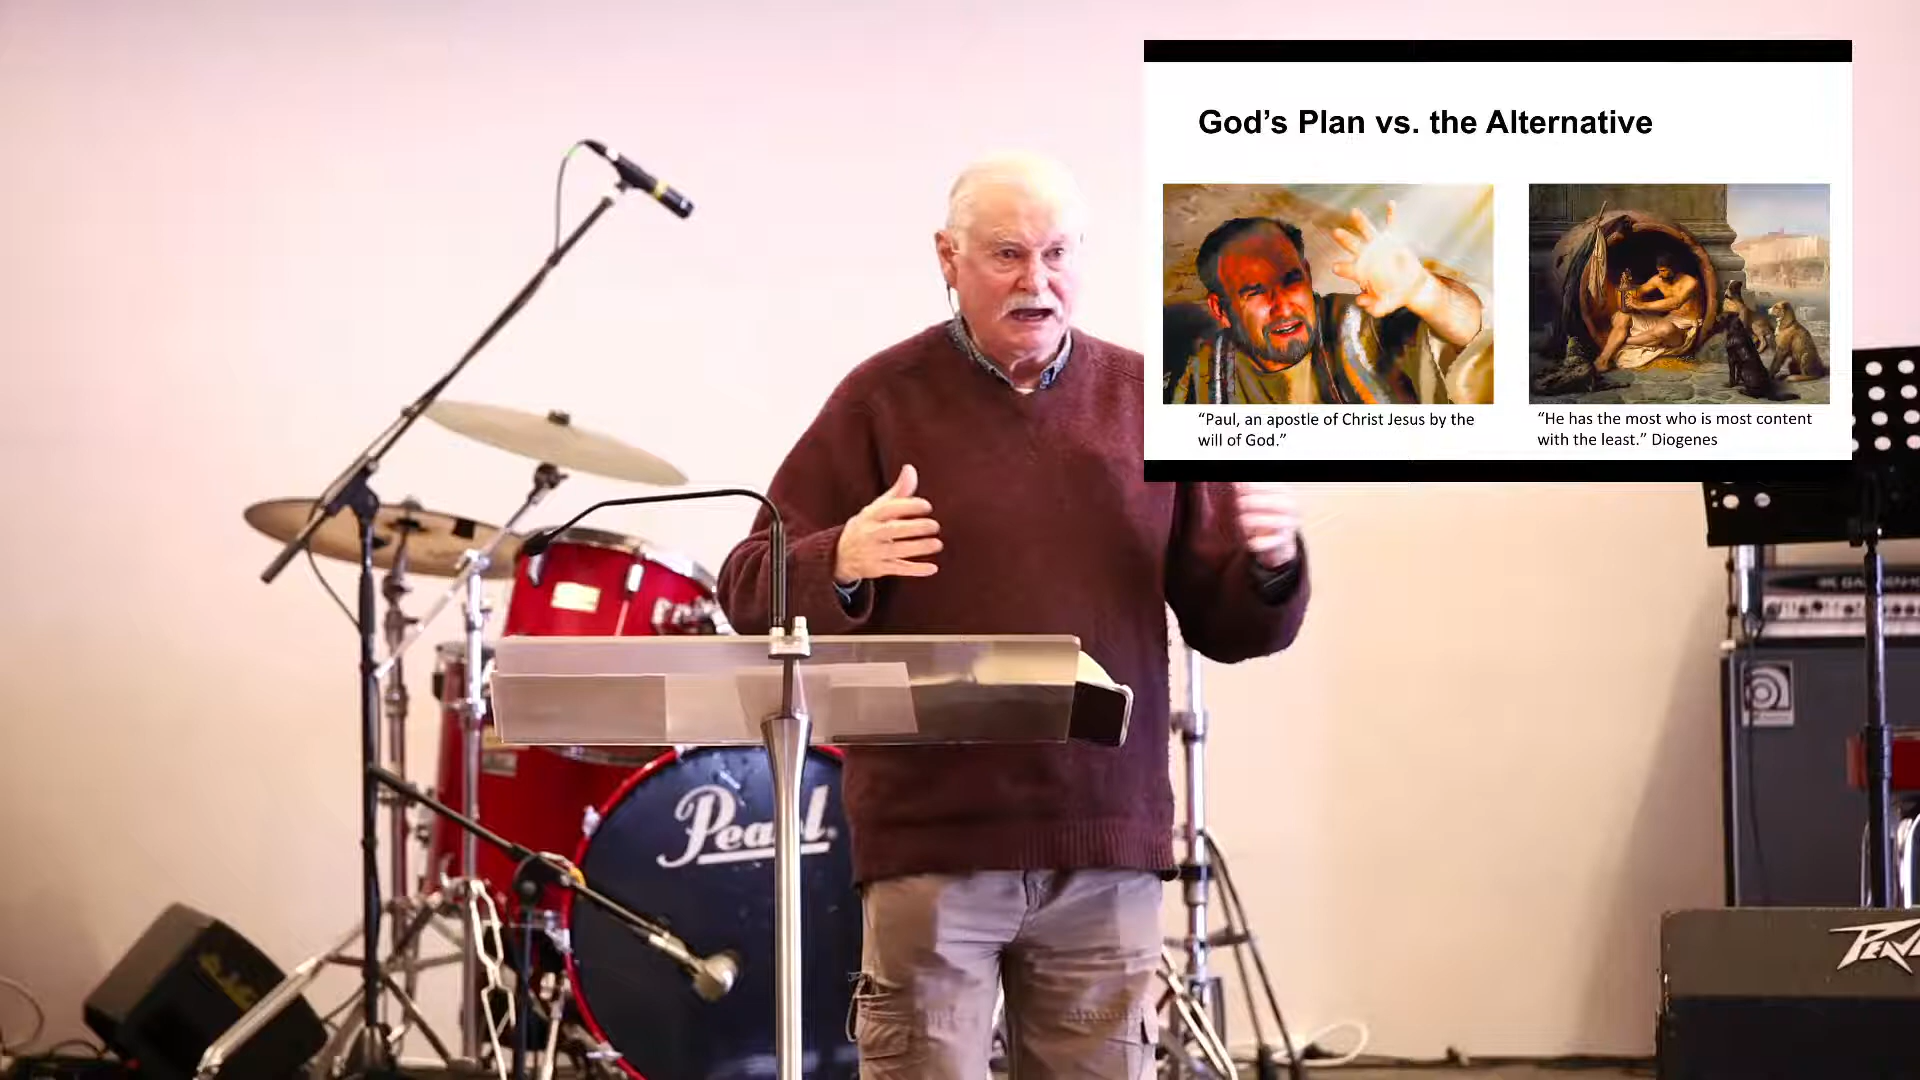 God’s Plan vs. the Alternative
“Paul, an apostle of Christ Jesus by the
will of God.”
“He has the most who is most content
with the least.” Diogenes
Pearl